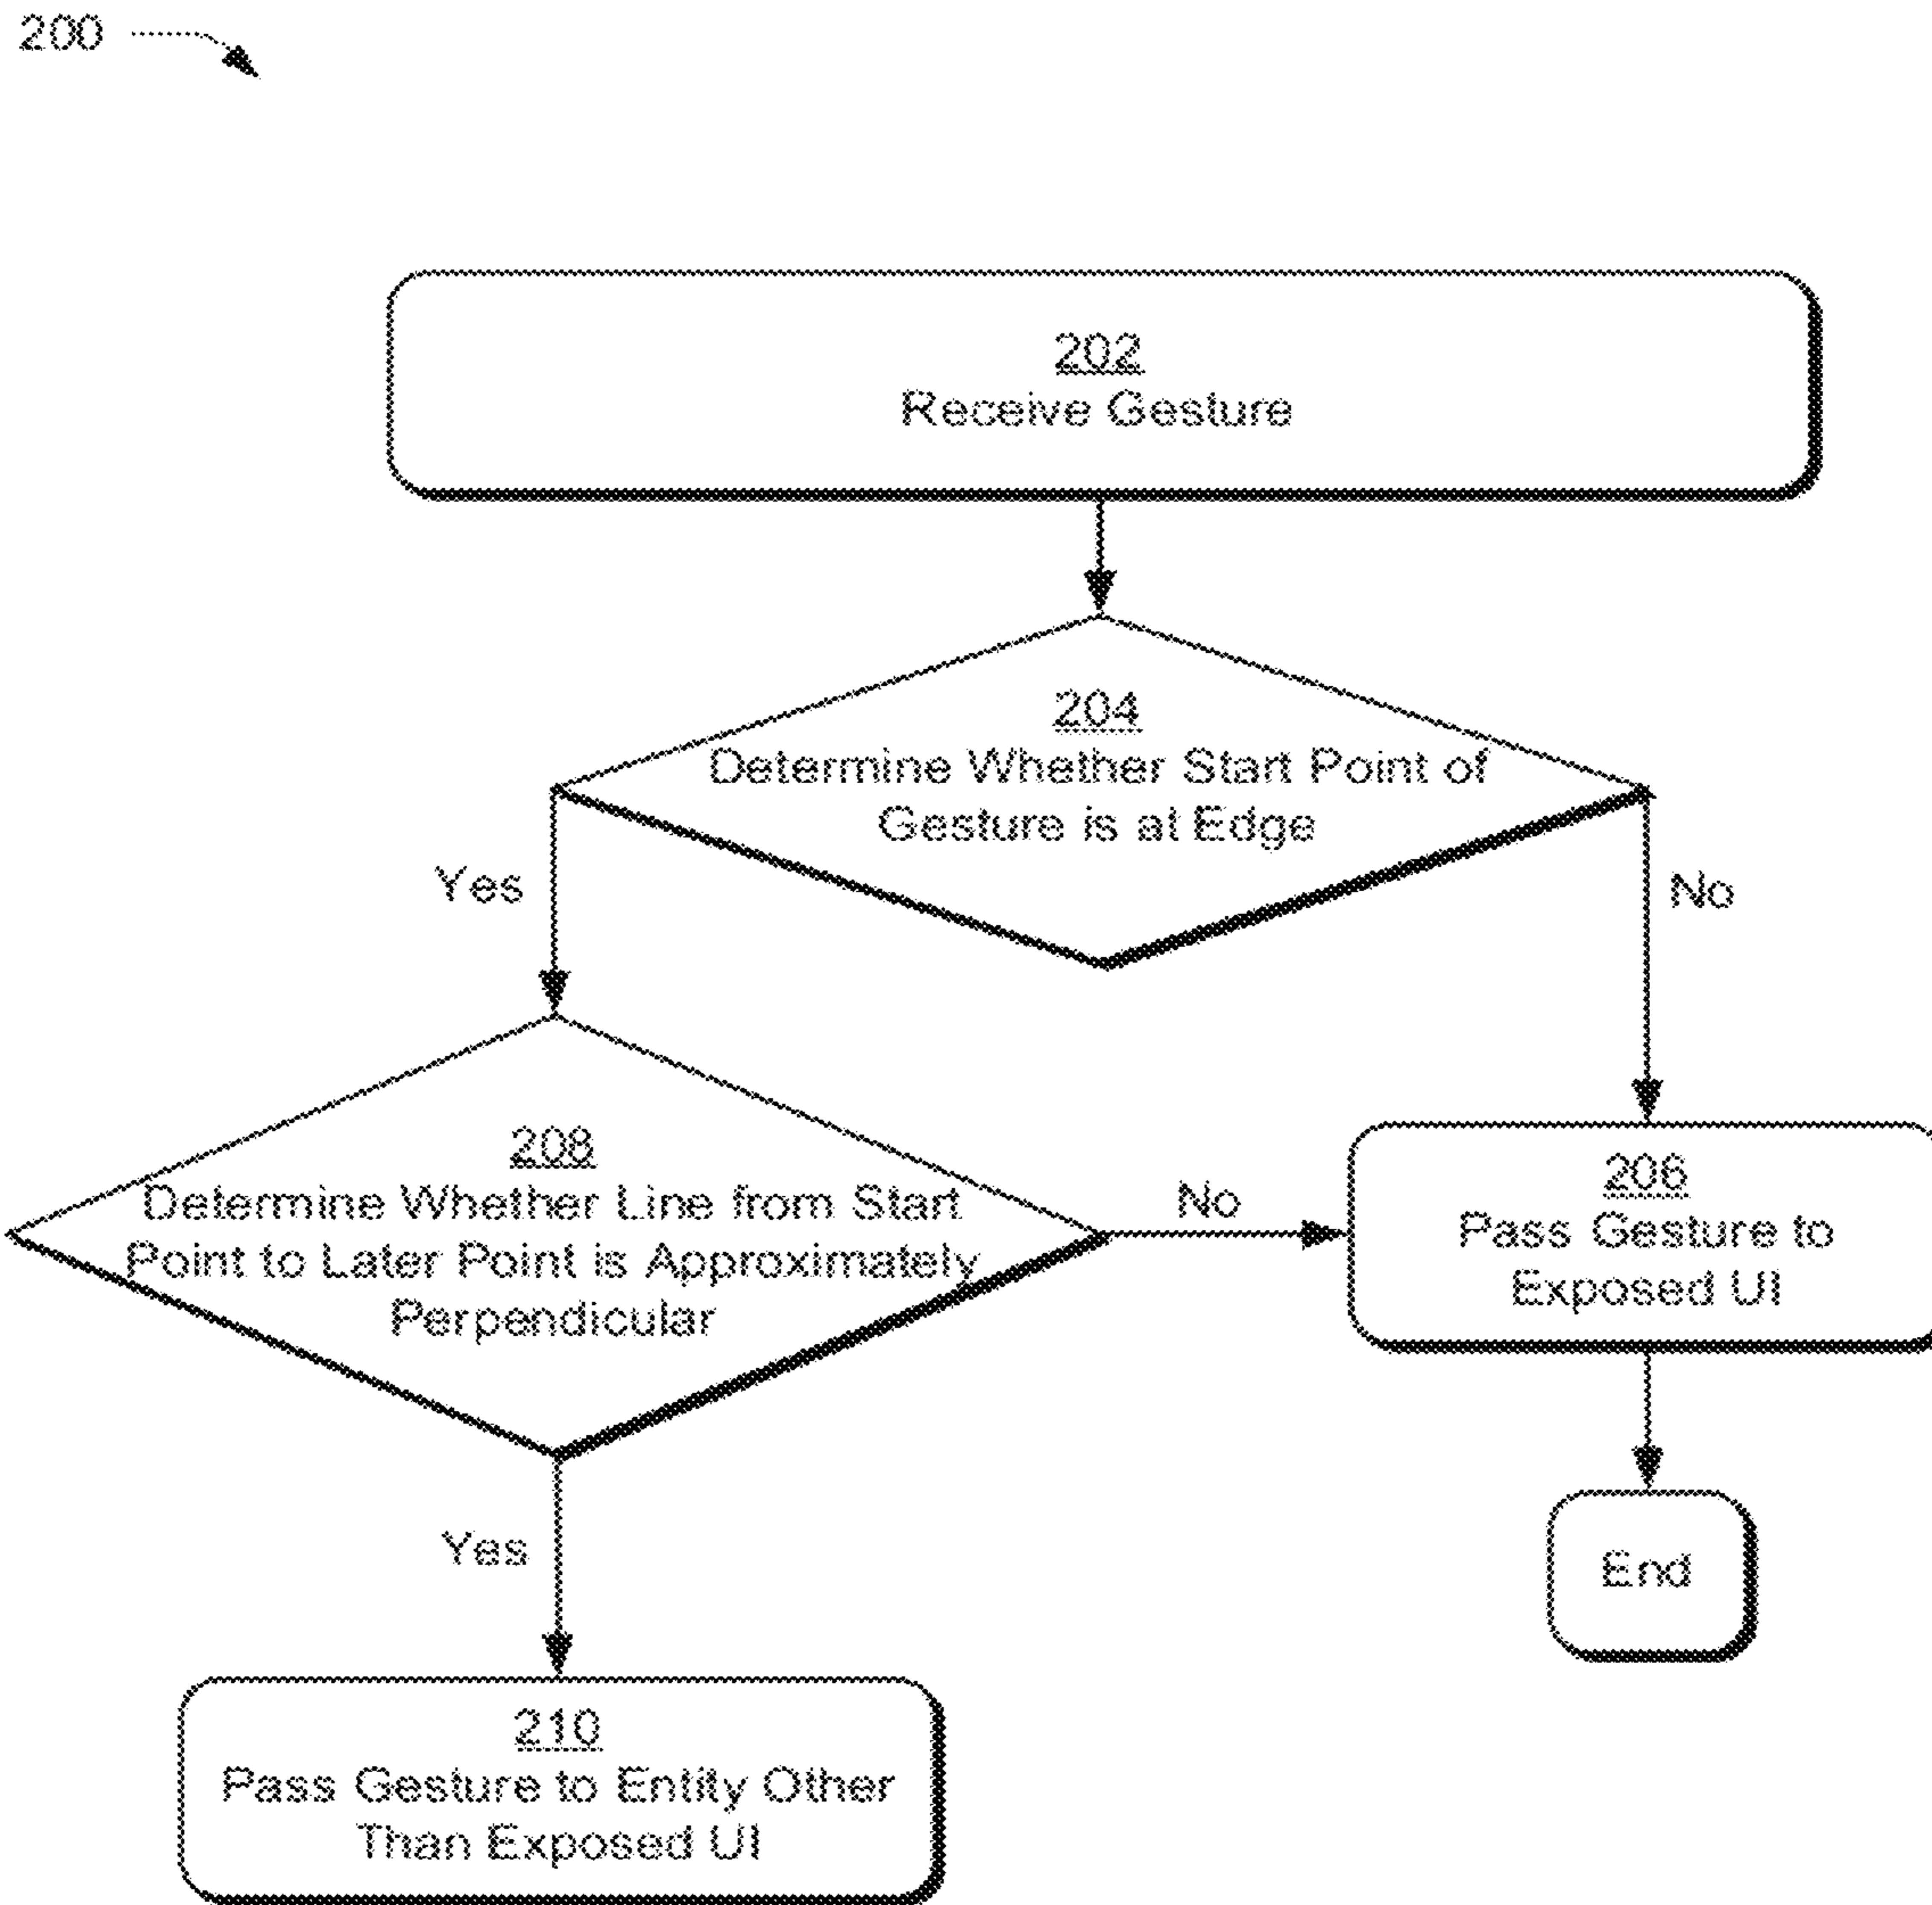 200
202
Receive Gesture
204
Determine Whether Start Point of
Gesture is at Edge
Yes
No
208
Determine Whether Line from Start
Point to Later Point is Approximately
Perpendicular
No
206
Pass Gesture to
Exposed UI
Yes
End
210
Pass Gesture to Entity Other
Than Exposed UI